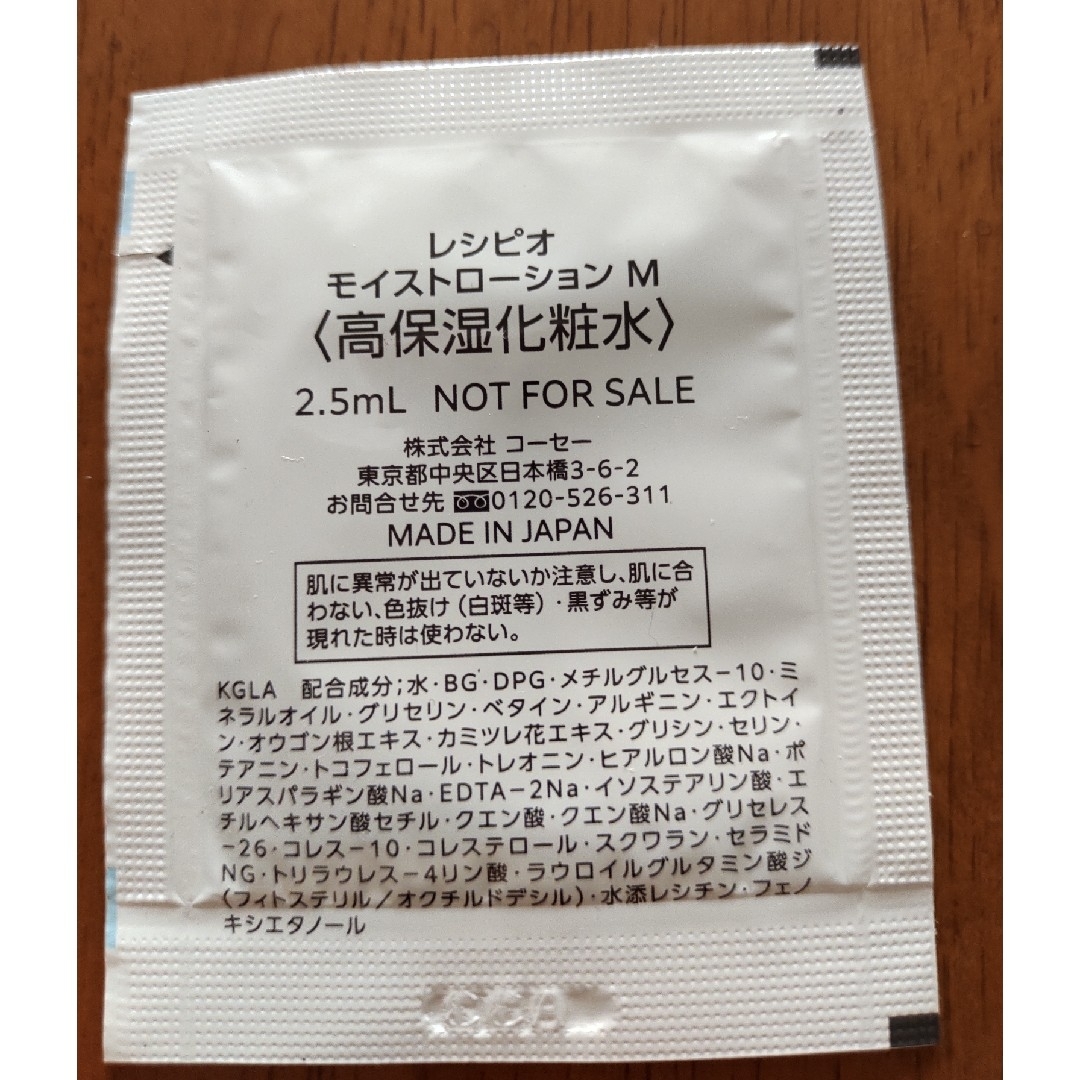 レシピオ
モイストローション M
〈高保湿化粧水〉
2.5mL NOT FOR SALE
株式会社 コーセー
東京都中央区日本橋3-6-2
お問合せ先 0120-526-311
MADE IN JAPAN
肌に異常が出ていないか注意し、肌に合
わない、色抜け（白斑等）・黒ずみ等が
現れた時は使わない。
KGLA 配合成分；水・BG・DPG・メチルグルセス－10・ミ
ネラルオイル・グリセリン・ベタイン・アルギニン・エクトイ
ン・オウゴン根エキス・カミツレ花エキス・グリシン・セリン・
テアニン・トコフェロール・トレオニン・ヒアルロン酸Na・ポ
リアスパラギン酸Na・EDTA－2Na・イソステアリン酸・エ
チルヘキサン酸セチル・クエン酸・クエン酸Na・グリセレス
－26・コレス－10・コレステロール・スクワラン・セラミド
NG・トリラウレス－4リン酸・ラウロイルグルタミン酸ジ
（フィトステリル／オクチルドデシル）・水添レシチン・フェノ
キシエタノール